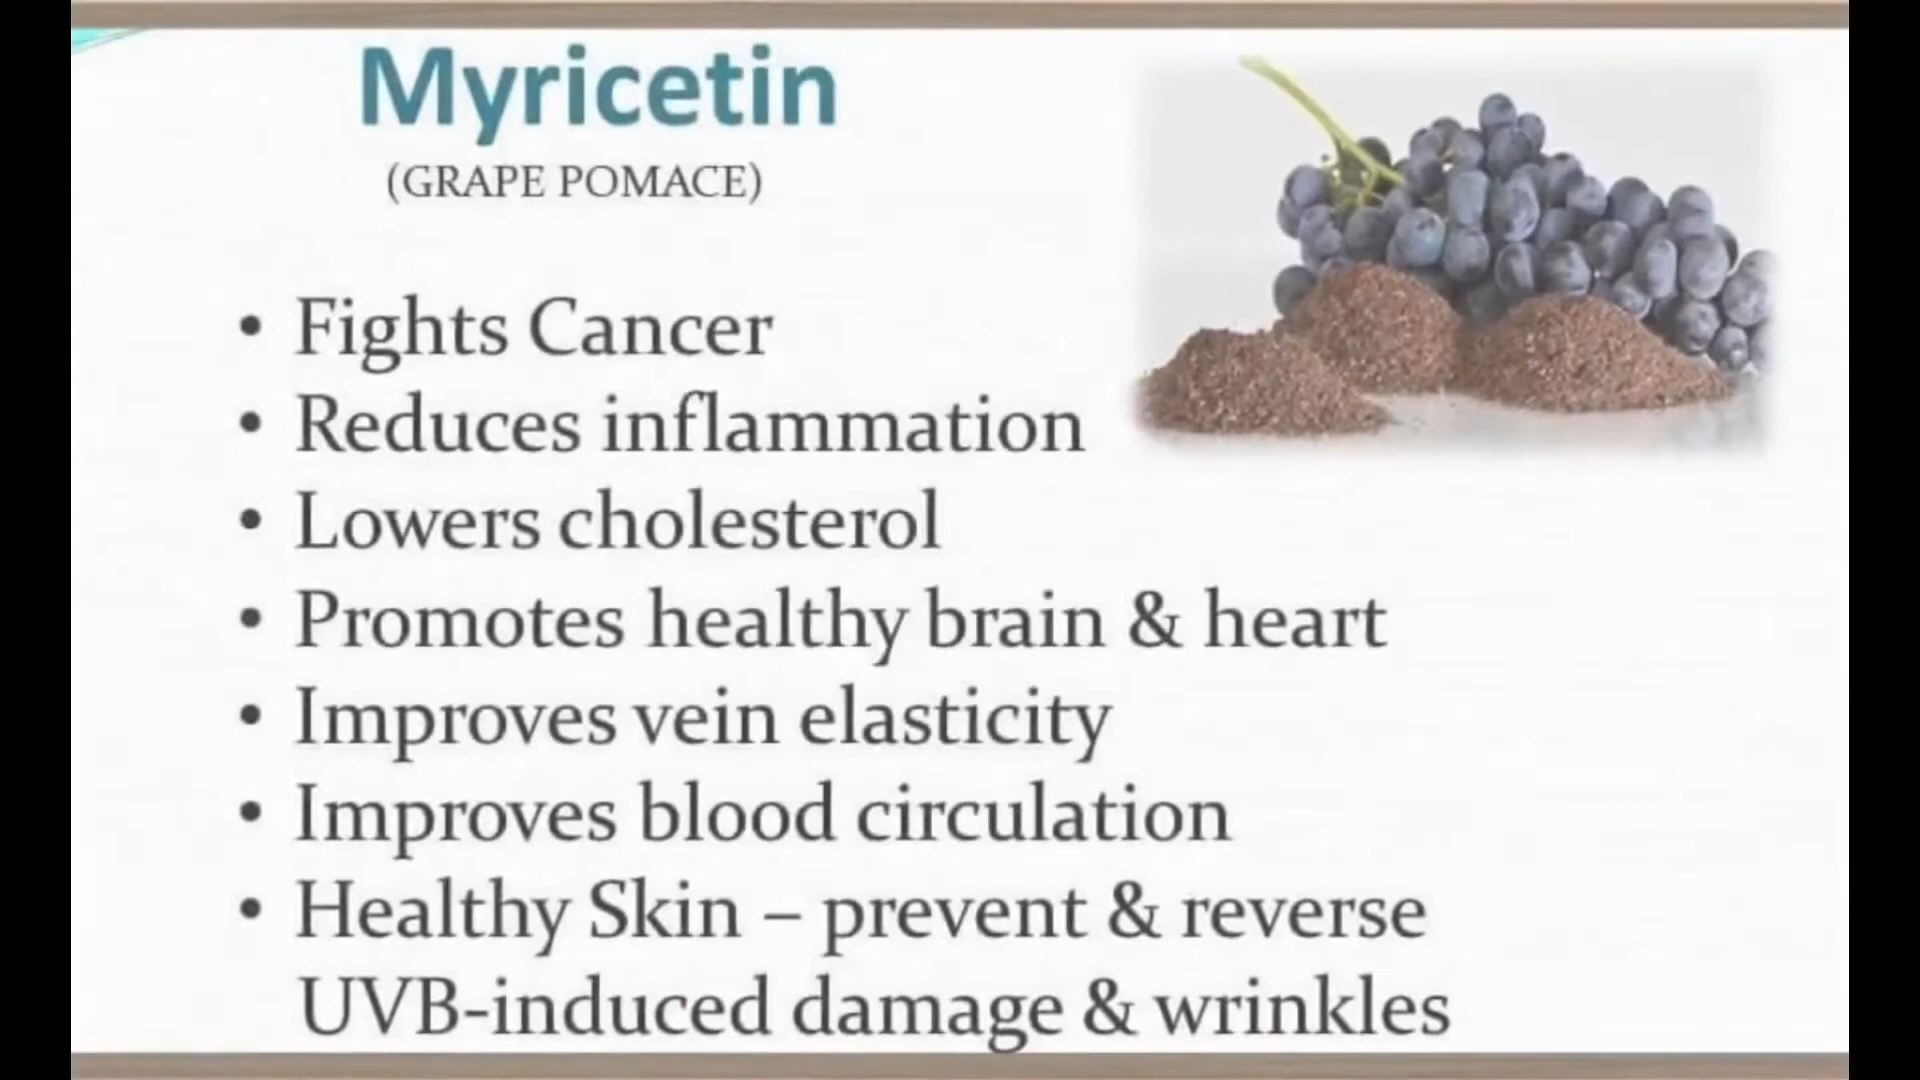 Myricetin
(GRAPE POMACE)
• Fights Cancer
• Reduces inflammation
• Lowers cholesterol
• Promotes healthy brain & heart
• Improves vein elasticity
• Improves blood circulation
• Healthy Skin – prevent & reverse
UVB-induced damage & wrinkles